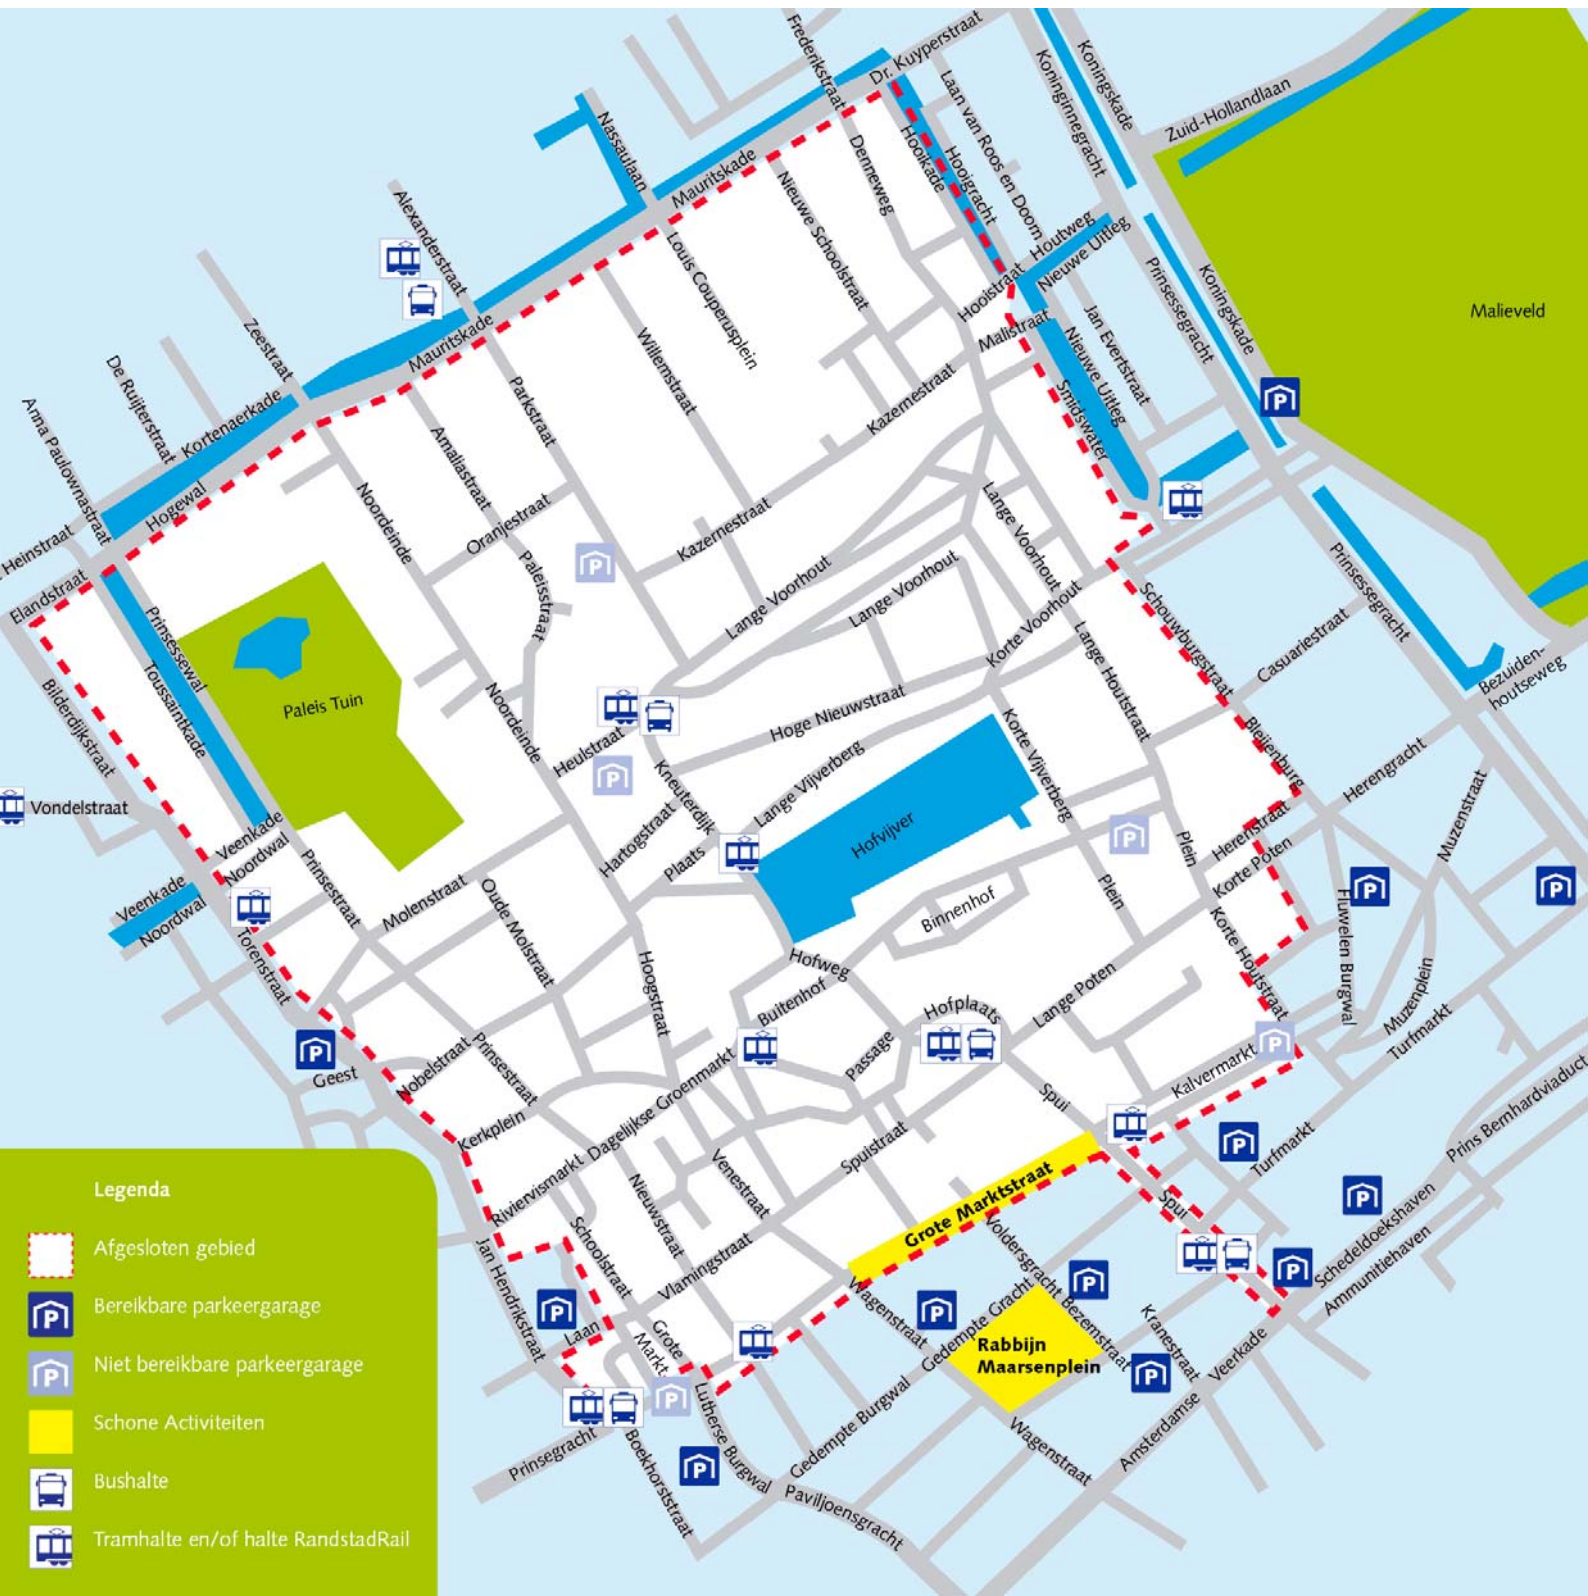 Frederikstraat
Dr. Kuyperstraat
Koninginnegracht
Koningskade
Zuid-Hollandlaan
Laan van Roos en Doorn
Nassaulaan
Mauritskade
Denneweg
Hooikade
Hooigracht
Nieuwe Schoolstraat
Alexanderstraat
Louis Couperusplein
Houtweg
Nieuwe Uitleg
Hooistraat
Prinsessegracht
Koningskade
Malieveld
Malistraat
Jan Evertstraat
Nieuwe Uitleg
Smidswater
Zeestraat
Mauritskade
Willemstraat
De Ruijterstraat
Kortenaerkade
Parkstraat
Kazernestraat
Anna Paulownastraat
Amaliastraat
Hogewal
Noordeinde
Oranjestraat
Kazernestraat
Lange Voorhout
Heinstraat
Elandstraat
Paleisstraat
Lange Voorhout
Lange Voorhout
Korte Voorhout
Schouwburgstraat
Prinsessegracht
Casuariestraat
Bezuiden-
houtseweg
Prinsessewal
Toussaintkade
Bilderdijkstraat
Paleis Tuin
Noordeinde
Lange Houtstraat
Hoge Nieuwstraat
Heulstraat
Kneuterdijk
Lange Vijverberg
Korte Vijverberg
Bleijenburg
Herengracht
Vondelstraat
Hofvijver
Hartogstraat
Plaats
Plein
Plein
Herenstraat
Korte Poten
Muzenstraat
Veenkade
Noordwal
Prinsestraat
Veenkade
Noordwal
Molenstraat
Oude Molstraat
Binnenhof
Fluwelen Burgwal
Torenstraat
Hoogstraat
Hofweg
Buitenhof
Hofplaats
Lange Poten
Korte Houtstraat
Muzenplein
Turfmarkt
Geest
Nobelstraat
Prinsestraat
Passage
Kalvermarkt
Spui
Dagelijkse Groenmarkt
Kerkplein
Riviervismarkt
Venestraat
Spuistraat
Turfmarkt
Prins Bernhardviaduct
Nieuwstraat
Schoolstraat
Grote Marktstraat
Spui
Jan Hendrikstraat
Vlamingstraat
Voldersgracht
Schedeldoekshaven
Ammunitiehaven
Laan
Grote
Markt
Wagenstraat
Gedempte Gracht
Bezemstraat
Kranestraat
Rabbijn
Maarsenplein
Veerkade
Amsterdamse
Lutherse Burgwal
Gedempte Burgwal
Wagenstraat
Prinsegracht
Boekhorststraat
Paviljoensgracht
Legenda
Afgesloten gebied
Bereikbare parkeergarage
Niet bereikbare parkeergarage
Schone Activiteiten
Bushalte
Tramhalte en/of halte RandstadRail